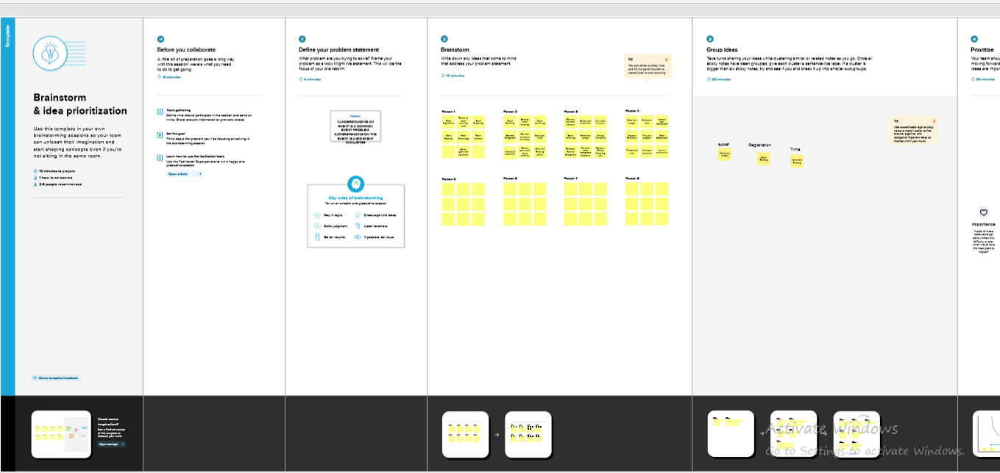 Template
Brainstorm
& idea prioritization
Use this template in your own
brainstorming sessions so your team
can unleash their imagination and
start shaping concepts even if you're
not sitting in the same room.
10 minutes to prepare
1 hour to collaborate
2-8 people recommended
Share template feedback
Need some
inspiration?
See a finished version
of this template to
kickstart your work.
Open example
Before you collaborate
A little bit of preparation goes a long way
with this session. Here's what you need
to do to get going.
10 minutes
A
Team gathering
Define who should participate in the session and send an
invite. Share relevant information or pre-work ahead.
B
Set the goal
Think about the problem you'll be focusing on solving in
the brainstorming session.
C
Learn how to use the facilitation tools
Use the Facilitation Superpowers to run a happy and
productive session.
Open article
1
Define your problem statement
What problem are you trying to solve? Frame your
problem as a How Might We statement. This will be the
focus of your brainstorm.
5 minutes
PROBLEM
1.UNDERSTANDING AN
EVENT IS A COMMON
EVENT PROBLEM.
2.OVERSPENDING ON THE
EVENT IS A BIG EVENT
CHALLENGE
Key rules of brainstorming
To run an smooth and productive session
Stay in topic.
Encourage wild ideas.
Defer judgment.
Listen to others.
Go for volume.
If possible, be visual.
2
Brainstorm
Write down any ideas that come to mind
that address your problem statement.
10 minutes
TIP
You can select a sticky note
and hit the pencil [switch to
sketch] icon to start drawing!
Person 1
Person 2
Person 3
Person 4
Person 5
Person 6
Person 7
Person 8
3
Group ideas
Take turns sharing your ideas while clustering similar or related notes as you go. Once all
sticky notes have been grouped, give each cluster a sentence-like label. If a cluster is
bigger than six sticky notes, try and see if you and break it up into smaller sub-groups.
20 minutes
TIP
Add customizable tags to sticky
notes to make it easier to find,
browse, organize, and
categorize important ideas as
themes within your mural.
BUDGET
Registration
Time.
4
Prioritize
Your team shou
moving forward
ideas are impor
20 minutes
Importance
If each of these
tasks could get
done without any
difficulty or cost,
which would have
the most positive
impact?
Activate Windows
Go to Settings to activate Windows.